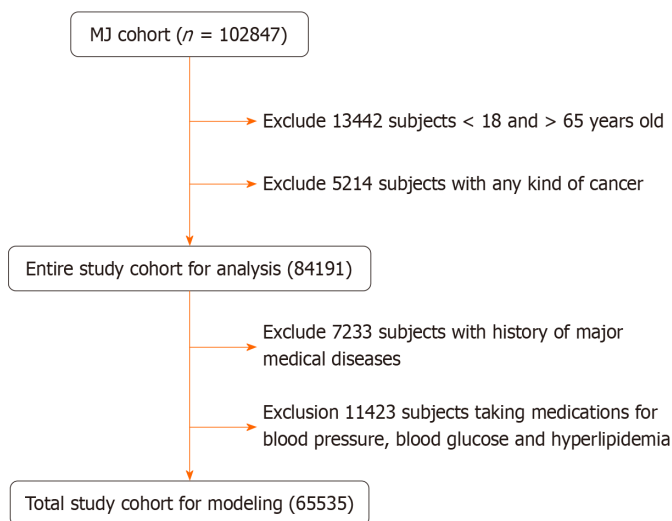 MJ cohort (n = 102847)
Exclude 13442 subjects < 18 and > 65 years old
Exclude 5214 subjects with any kind of cancer
Entire study cohort for analysis (84191)
Exclude 7233 subjects with history of major
medical diseases
Exclusion 11423 subjects taking medications for
blood pressure, blood glucose and hyperlipidemia
Total study cohort for modeling (65535)